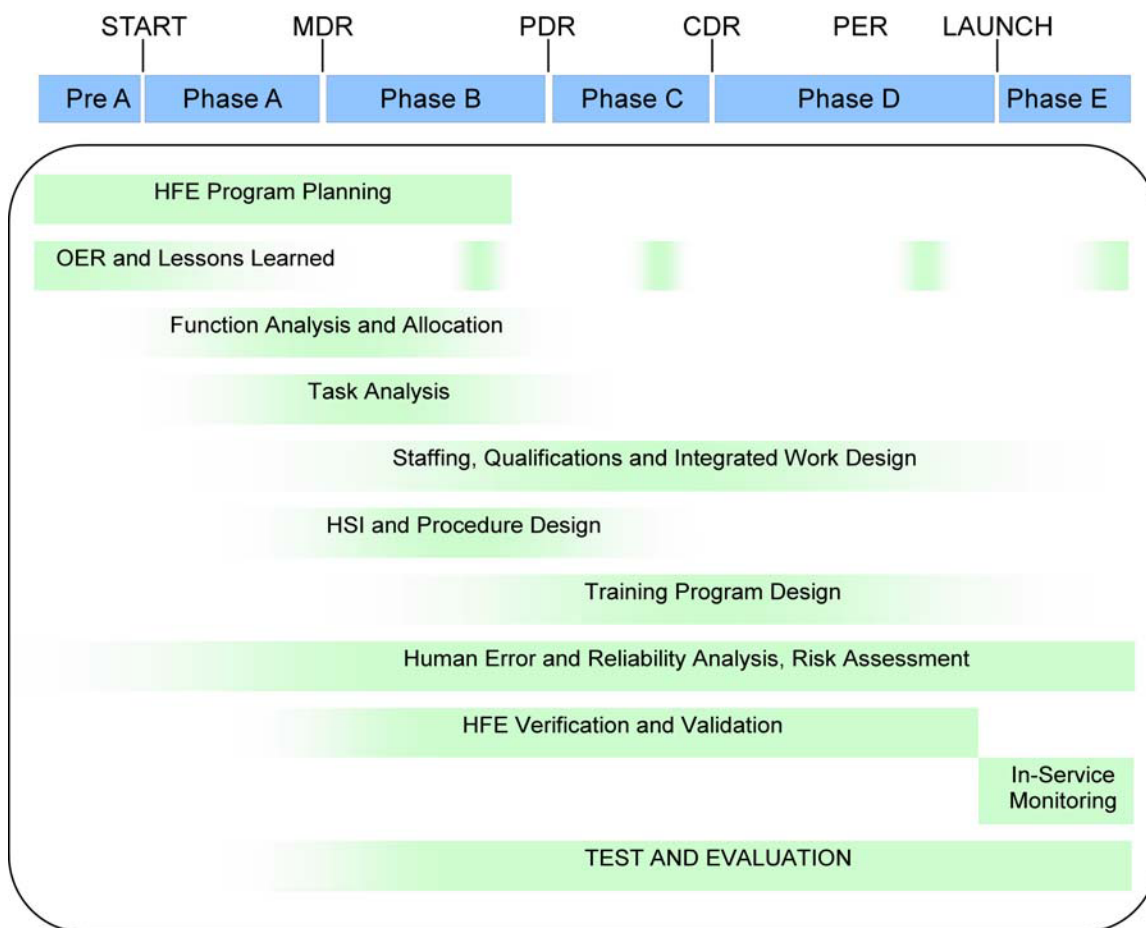 START MDR PDR CDR PER LAUNCH
Pre A Phase A Phase B Phase C Phase D Phase E
HFE Program Planning
OER and Lessons Learned
Function Analysis and Allocation
Task Analysis
Staffing, Qualifications and Integrated Work Design
HSI and Procedure Design
Training Program Design
Human Error and Reliability Analysis, Risk Assessment
HFE Verification and Validation
In-Service
Monitoring
TEST AND EVALUATION